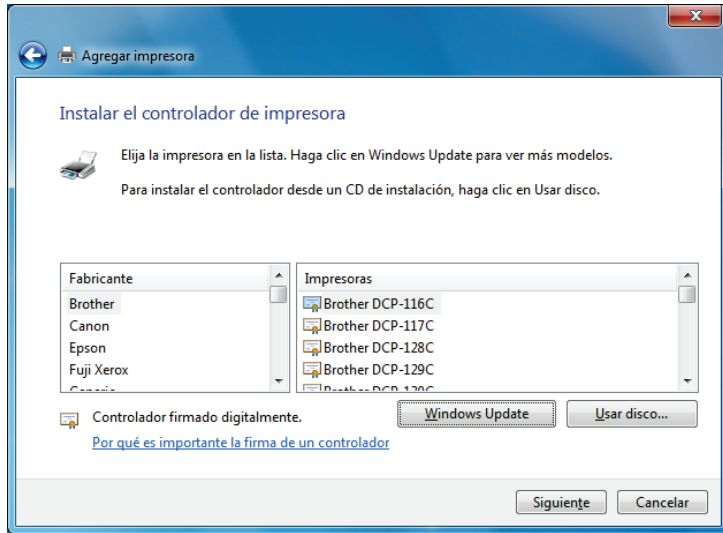 Agregar impresora
Instalar el controlador de impresora
Elija la impresora en la lista. Haga clic en Windows Update para ver más modelos.
Para instalar el controlador desde un CD de instalación, haga clic en Usar disco.
Fabricante
Brother
Canon
Epson
Fuji Xerox
Impresoras
Brother DCP-116C
Brother DCP-117C
Brother DCP-128C
Brother DCP-129C
Controlador firmado digitalmente.
Por qué es importante la firma de un controlador
Windows Update
Usar disco...
Siguiente
Cancelar